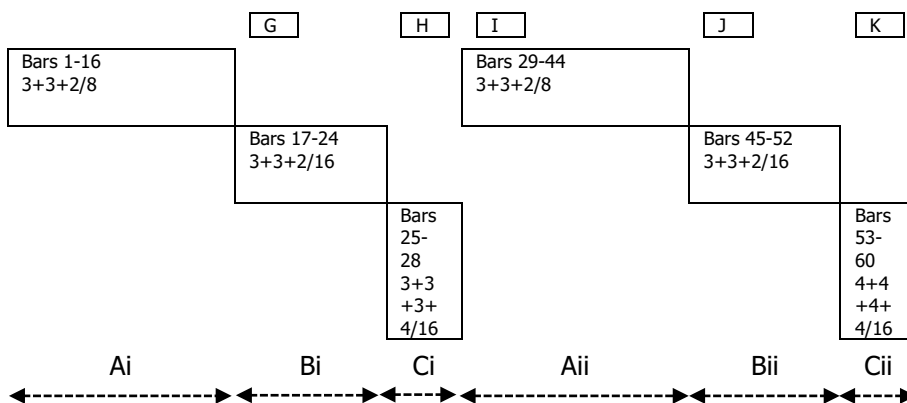 G H I J K
Bars 1-16
3+3+2/8
Bars 29-44
3+3+2/8
Bars 17-24
3+3+2/16
Bars 45-52
3+3+2/16
Bars
25-
28
3+3
+3+
4/16
Bars
53-
60
4+4
+4+
4/16
Ai Bi Ci Aii Bii Cii